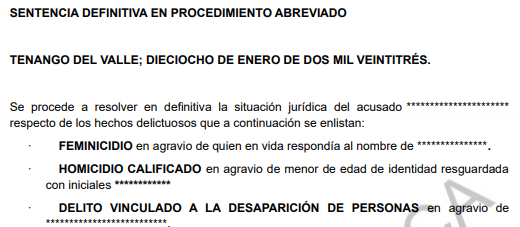 SENTENCIA DEFINITIVA EN PROCEDIMIENTO ABREVIADO
TENANGO DEL VALLE; DIECIOCHO DE ENERO DE DOS MIL VEINTITRÉS.
Se procede a resolver en definitiva la situación jurídica del acusado *********************
respecto de los hechos delictuosos que a continuación se enlistan:
· FEMINICIDIO en agravio de quien en vida respondía al nombre de ***************.
· HOMICIDIO CALIFICADO en agravio de menor de edad de identidad resguardada
con iniciales ************
· DELITO VINCULADO A LA DESAPARICIÓN DE PERSONAS en agravio de
*************************.